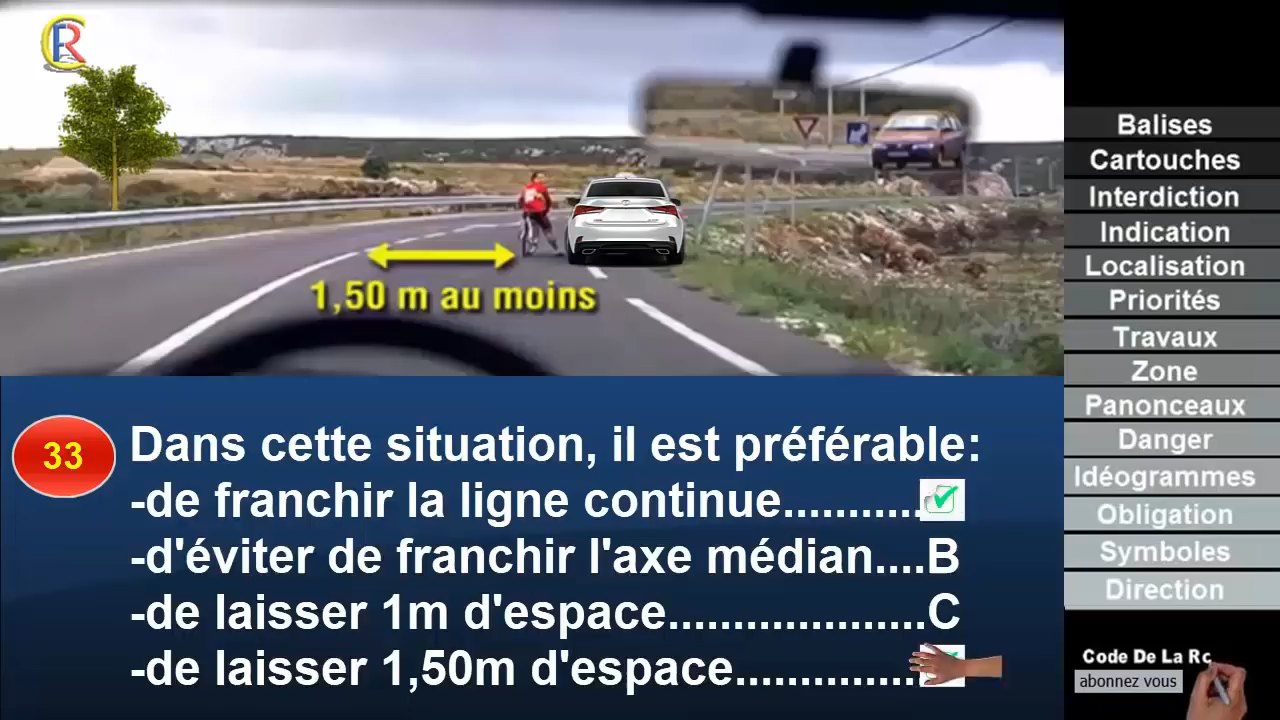 CR
1,50 m au moins
33
Dans cette situation, il est préférable:
-de franchir la ligne continue...........
-d'éviter de franchir l'axe médian....B
-de laisser 1m d'espace....................C
-de laisser 1,50m d'espace..............
Balises
Cartouches
Interdiction
Indication
Localisation
Priorités
Travaux
Zone
Panonceaux
Danger
Idéogrammes
Obligation
Symboles
Direction
Code De La Rc
abonnez vous